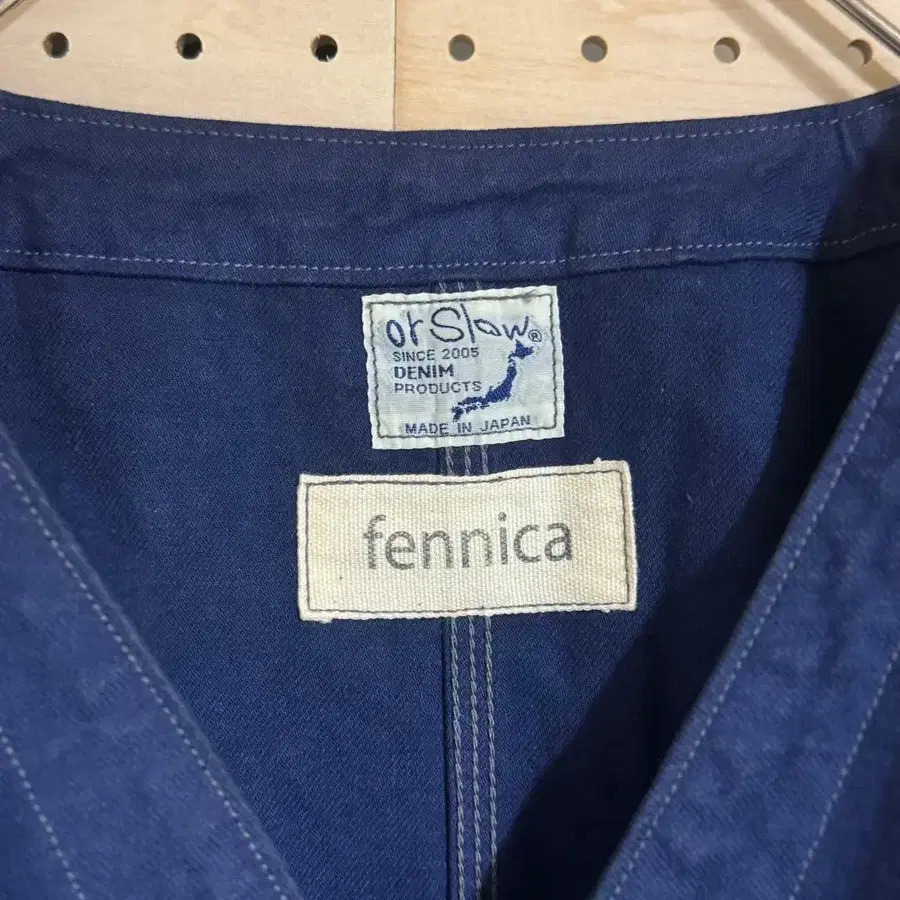 orSlow®
SINCE 2005
DENIM
PRODUCTS
MADE IN JAPAN
fennica